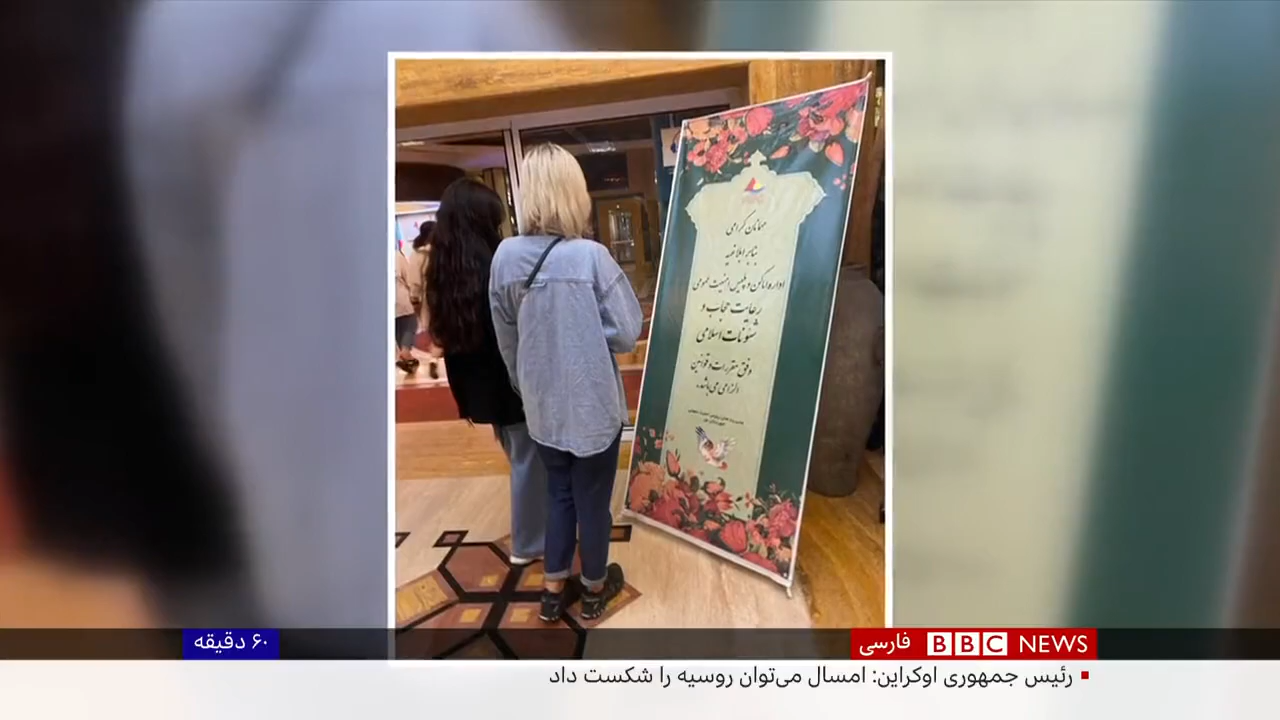 مهمانان گرامی
بنابر ابلاغیه
اداره اماکن و پلیس امنیت عمومی
رعایت حجاب و
شئونات اسلامی
وفق مقررات و قوانین
الزامی می‌باشد.
۶۰ دقیقه
BBC NEWS فارسی
رئیس جمهوری اوکراین: امسال می‌توان روسیه را شکست داد